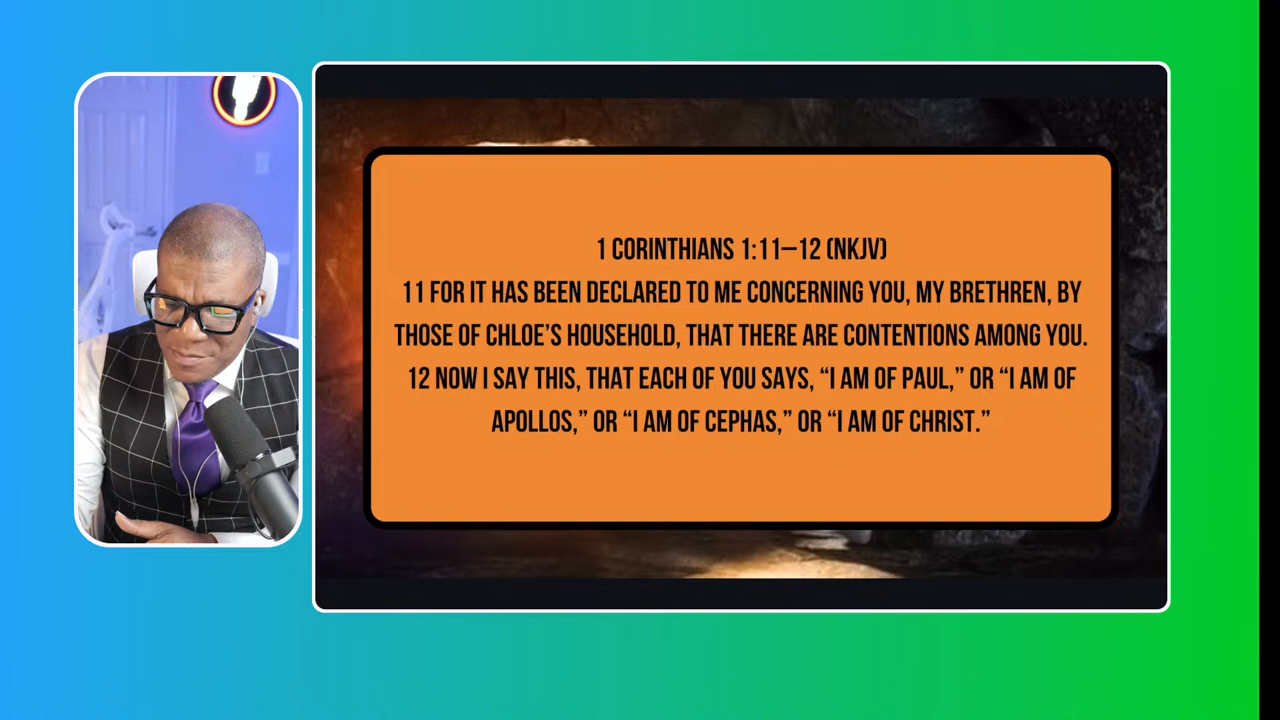 1 CORINTHIANS 1:11–12 (NKJV)
11 FOR IT HAS BEEN DECLARED TO ME CONCERNING YOU, MY BRETHREN, BY
THOSE OF CHLOE’S HOUSEHOLD, THAT THERE ARE CONTENTIONS AMONG YOU.
12 NOW I SAY THIS, THAT EACH OF YOU SAYS, “I AM OF PAUL,” OR “I AM OF
APOLLOS,” OR “I AM OF CEPHAS,” OR “I AM OF CHRIST.”